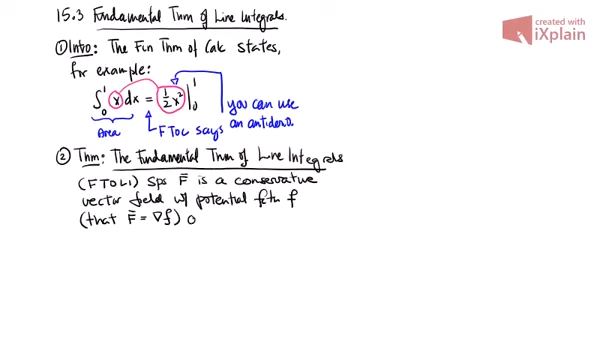 15.3 Fundamental Thm of Line Integrals.
created with
iXplain
① Intro: The Fun Thm of Calc states,
for example:
∫₀¹ x dx = ½x² |₀¹
you can use
an antideriv.
Area
FTOC says
② Thm: The Fundamental Thm of Line Integrals
(FTOLI) Sps F̄ is a conservative
vector field w/ potential fctn f
(that F̄ = ∇f) o